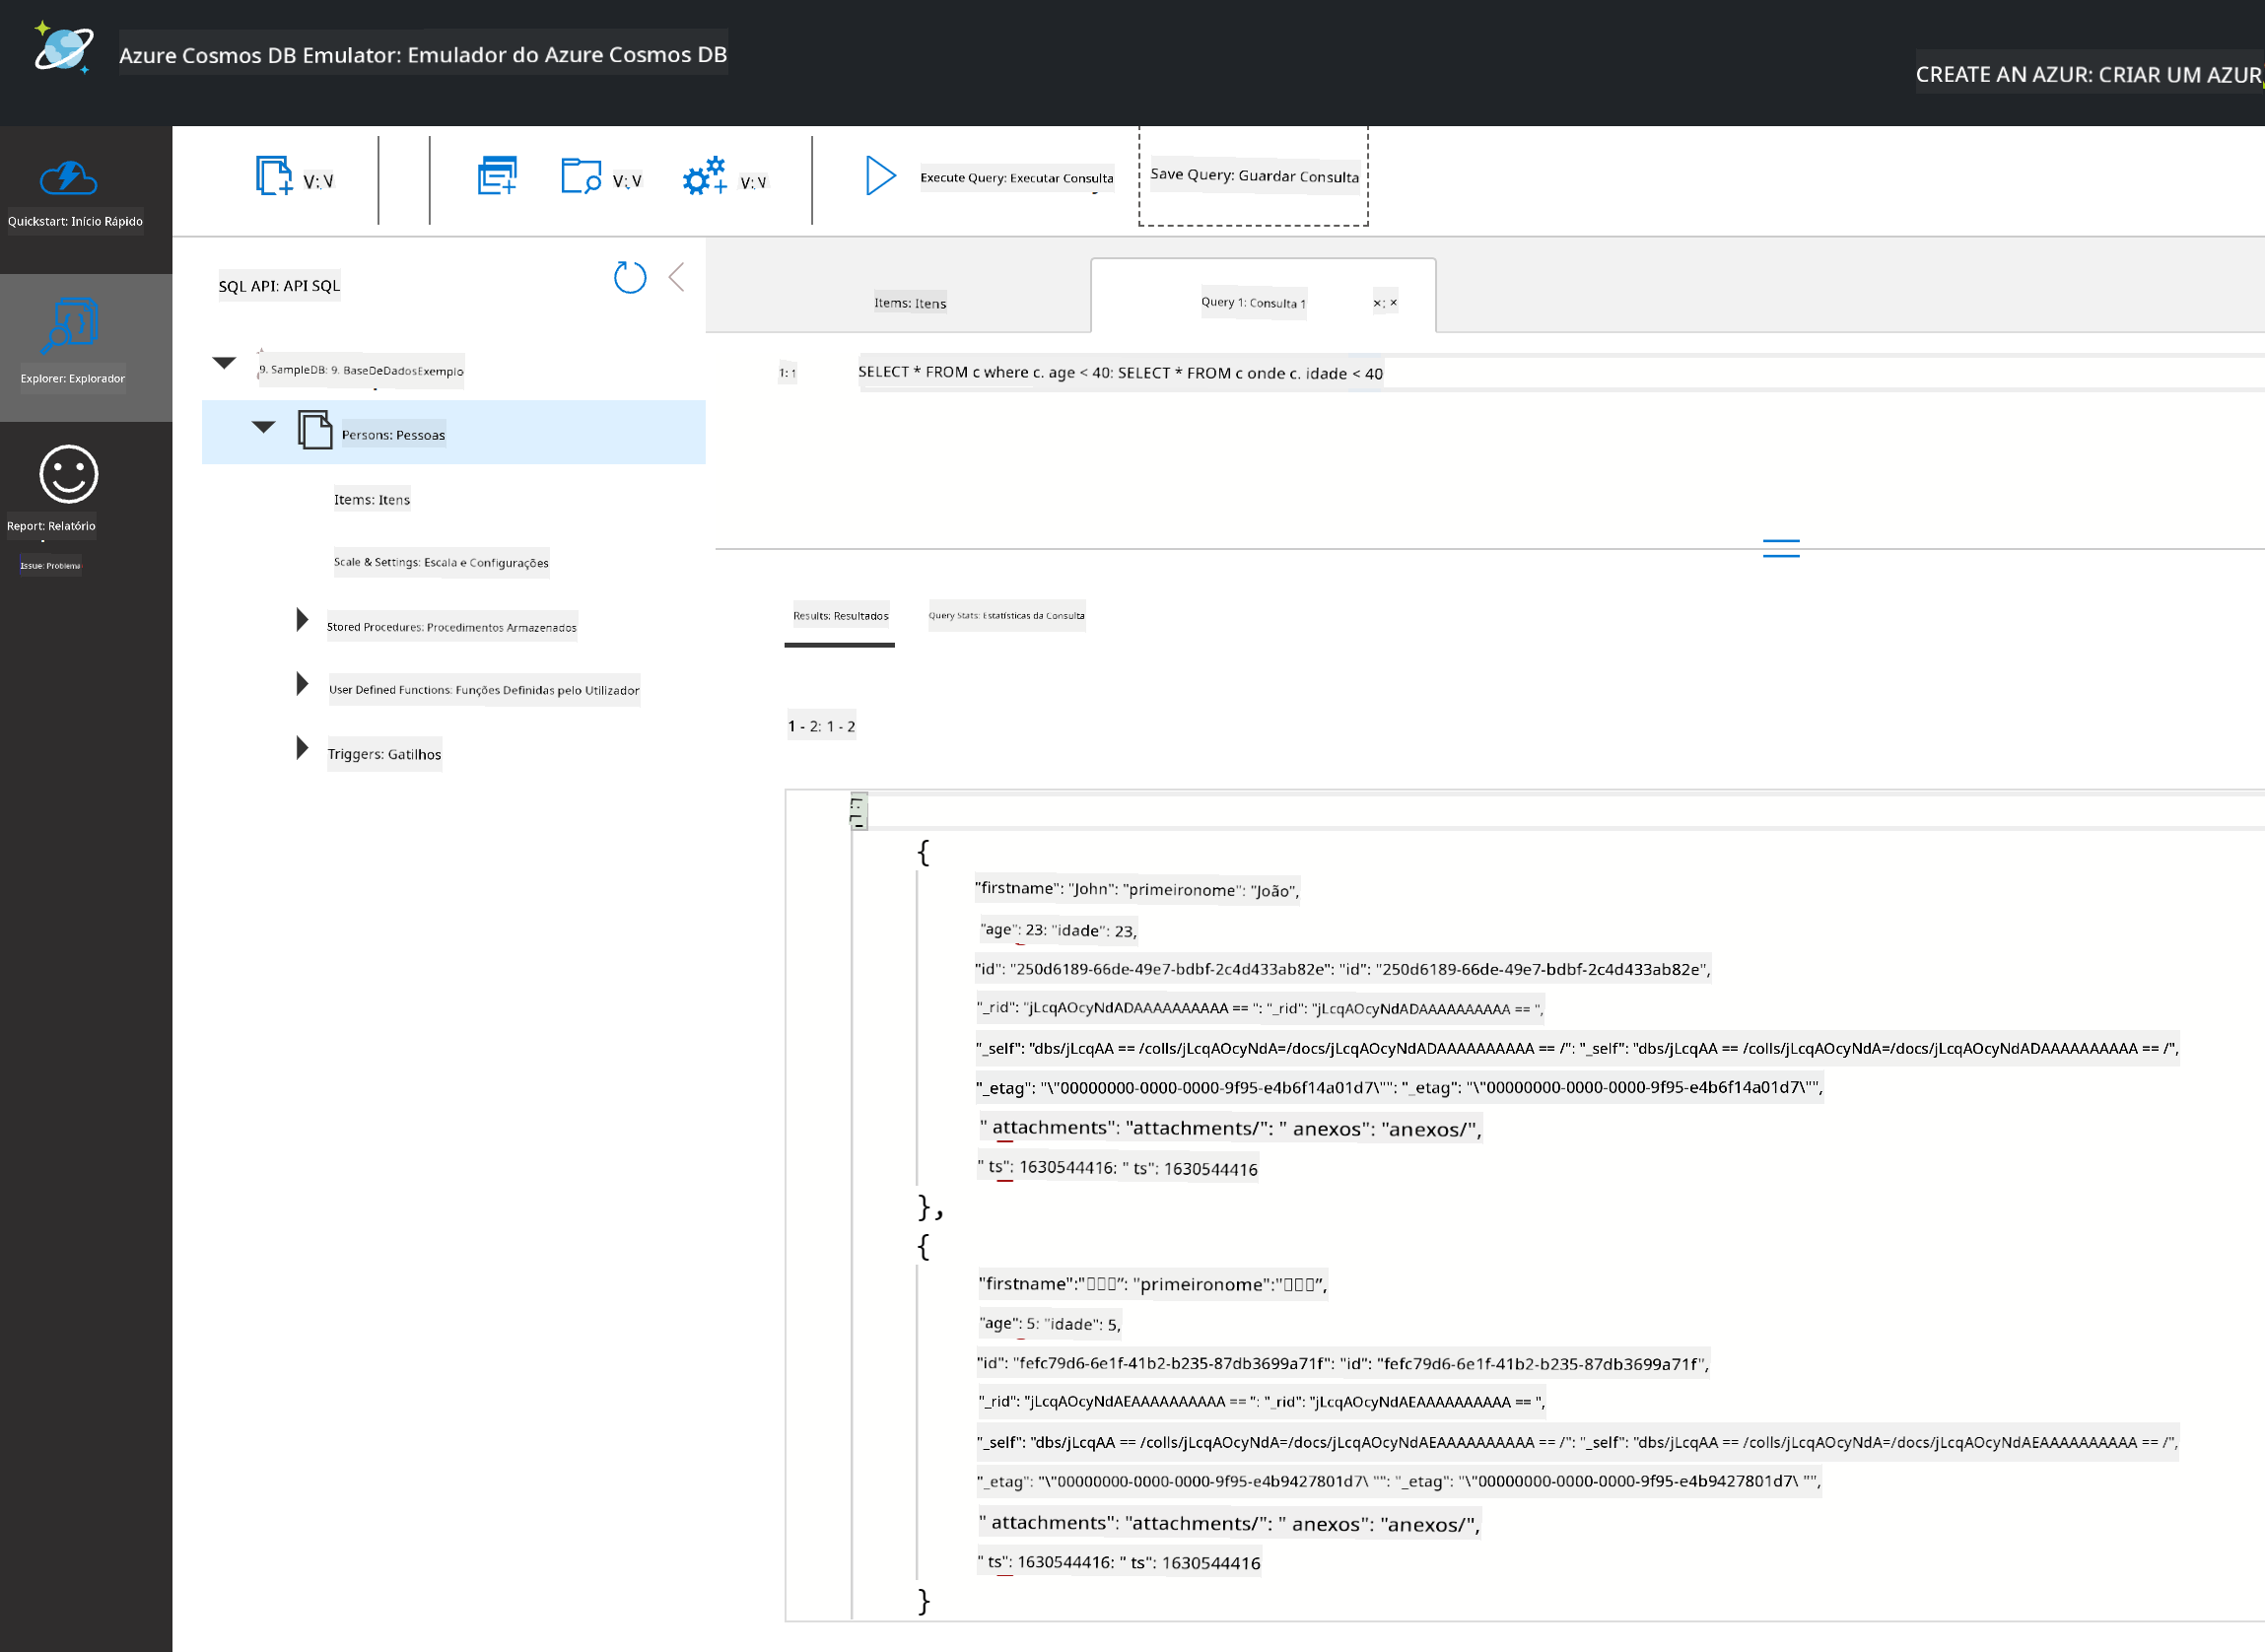 Azure Cosmos DB Emulator: Emulador do Azure Cosmos DB
CREATE AN AZUR: CRIAR UM AZUR
Quickstart: Início Rápido
Explorer: Explorador
Report: Relatório
Issue: Problema
V: V
V: V
V: V
Execute Query: Executar Consulta
Save Query: Guardar Consulta
SQL API: API SQL
9. SampleDB: 9. BaseDeDadosExemplo
Persons: Pessoas
Items: Itens
Scale & Settings: Escala e Configurações
Stored Procedures: Procedimentos Armazenados
User Defined Functions: Funções Definidas pelo Utilizador
Triggers: Gatilhos
Items: Itens
Query 1: Consulta 1
×: ×
1: 1
SELECT * FROM c where c. age < 40: SELECT * FROM c onde c. idade < 40
Results: Resultados
Query Stats: Estatísticas da Consulta
1 - 2: 1 - 2
[: [
{
"firstname": "John": "primeironome": "João",
"age": 23: "idade": 23,
"id": "250d6189-66de-49e7-bdbf-2c4d433ab82e": "id": "250d6189-66de-49e7-bdbf-2c4d433ab82e",
"_rid": "jLcqAOcyNdADAAAAAAAAAA == ": "_rid": "jLcqAOcyNdADAAAAAAAAAA == ",
"_self": "dbs/jLcqAA == /colls/jLcqAOcyNdA=/docs/jLcqAOcyNdADAAAAAAAAAA == /": "_self": "dbs/jLcqAA == /colls/jLcqAOcyNdA=/docs/jLcqAOcyNdADAAAAAAAAAA == /",
"_etag": "\"00000000-0000-0000-9f95-e4b6f14a01d7\"": "_etag": "\"00000000-0000-0000-9f95-e4b6f14a01d7\"",
" attachments": "attachments/": " anexos": "anexos/",
" ts": 1630544416: " ts": 1630544416
},
{
"firstname":"□□□”: "primeironome":"□□□”,
"age": 5: "idade": 5,
"id": "fefc79d6-6e1f-41b2-b235-87db3699a71f": "id": "fefc79d6-6e1f-41b2-b235-87db3699a71f",
"_rid": "jLcqAOcyNdAEAAAAAAAAAA == ": "_rid": "jLcqAOcyNdAEAAAAAAAAAA == ",
"_self": "dbs/jLcqAA == /colls/jLcqAOcyNdA=/docs/jLcqAOcyNdAEAAAAAAAAAA == /": "_self": "dbs/jLcqAA == /colls/jLcqAOcyNdA=/docs/jLcqAOcyNdAEAAAAAAAAAA == /",
"_etag": "\"00000000-0000-0000-9f95-e4b9427801d7\ "": "_etag": "\"00000000-0000-0000-9f95-e4b9427801d7\ "",
" attachments": "attachments/": " anexos": "anexos/",
" ts": 1630544416: " ts": 1630544416
}